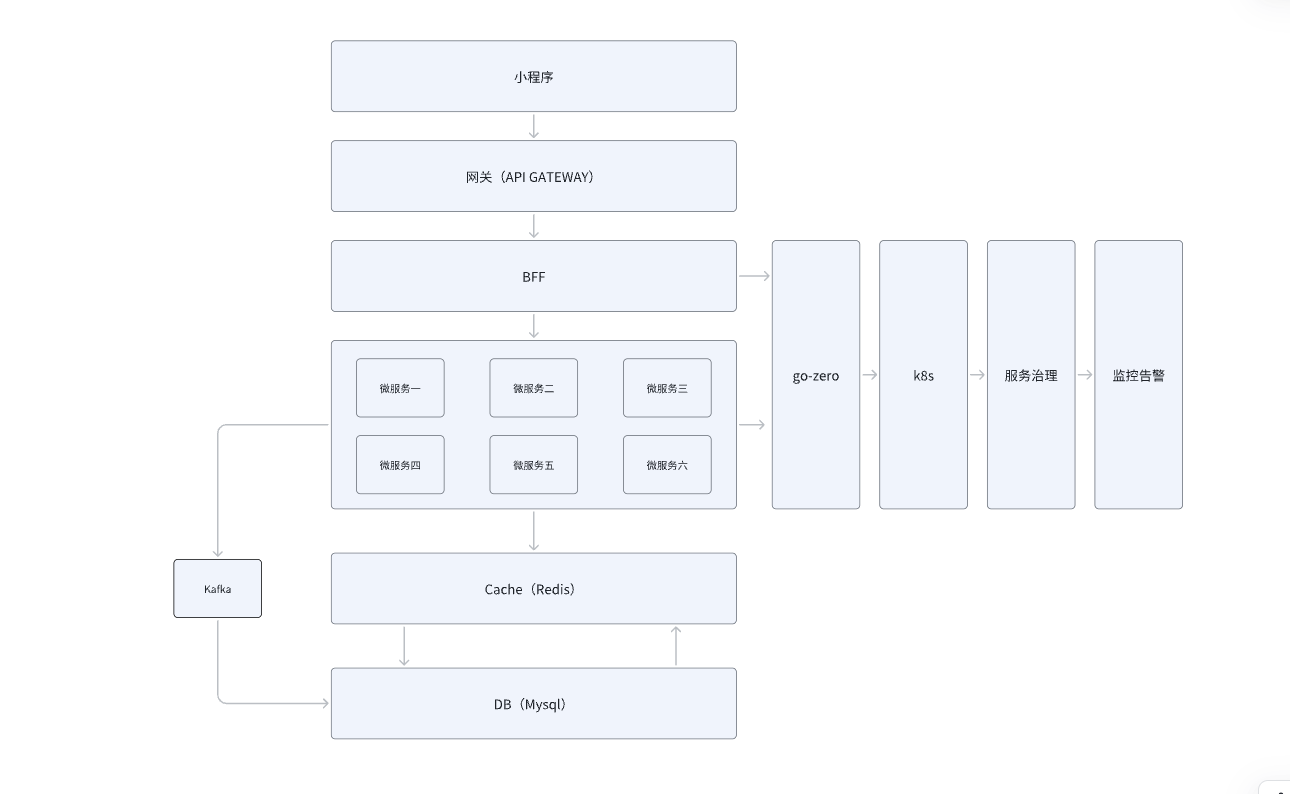 小程序
网关（API GATEWAY）
BFF
微服务一
微服务二
微服务三
微服务四
微服务五
微服务六
go-zero
k8s
服务治理
监控告警
Kafka
Cache（Redis）
DB（Mysql）